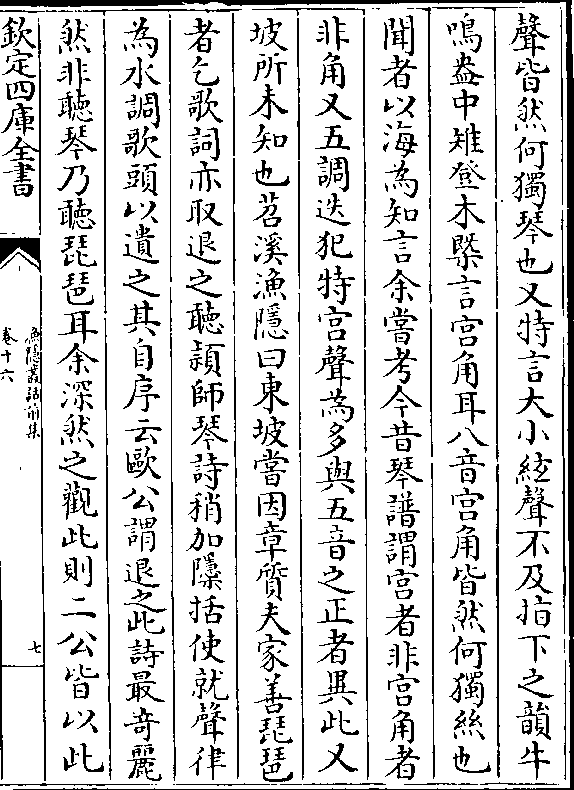 聲皆然何獨琴也又特言大小絃聲不及指下之韻牛
鳴盎中雉登木槩言宫角耳八音宫角皆然何獨絲也
聞者以海為知言余嘗考今昔琴譜謂宫者非宫角者
非角又五調迭犯特宫聲為多與五音之正者異此又
坡所未知也苕溪漁隱曰東坡嘗因章質夫家善琵琶
者乞歌詞亦取退之聽頴師琴詩稍加隱括使就聲律
為水調歌頭以遺之其自序云歐公謂退之此詩最竒麗
然非聽琴乃聽琵琶耳余深然之觀此則二公皆以此
欽定四庫全書
漁隱叢話前集
卷十六
七